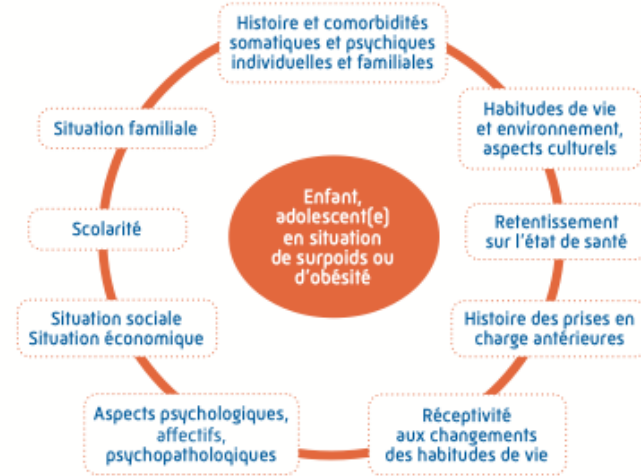 Histoire et comorbidités
somatiques et psychiques
individuelles et familiales
Habitudes de vie
et environnement,
aspects culturels
Retentissement
sur l'état de santé
Histoire des prises en
charge antérieures
Réceptivité
aux changements
des habitudes de vie
Aspects psychologiques,
affectifs,
psychopathologiques
Situation sociale
Situation économique
Scolarité
Situation familiale
Enfant,
adolescent(e)
en situation
de surpoids ou
d'obésité